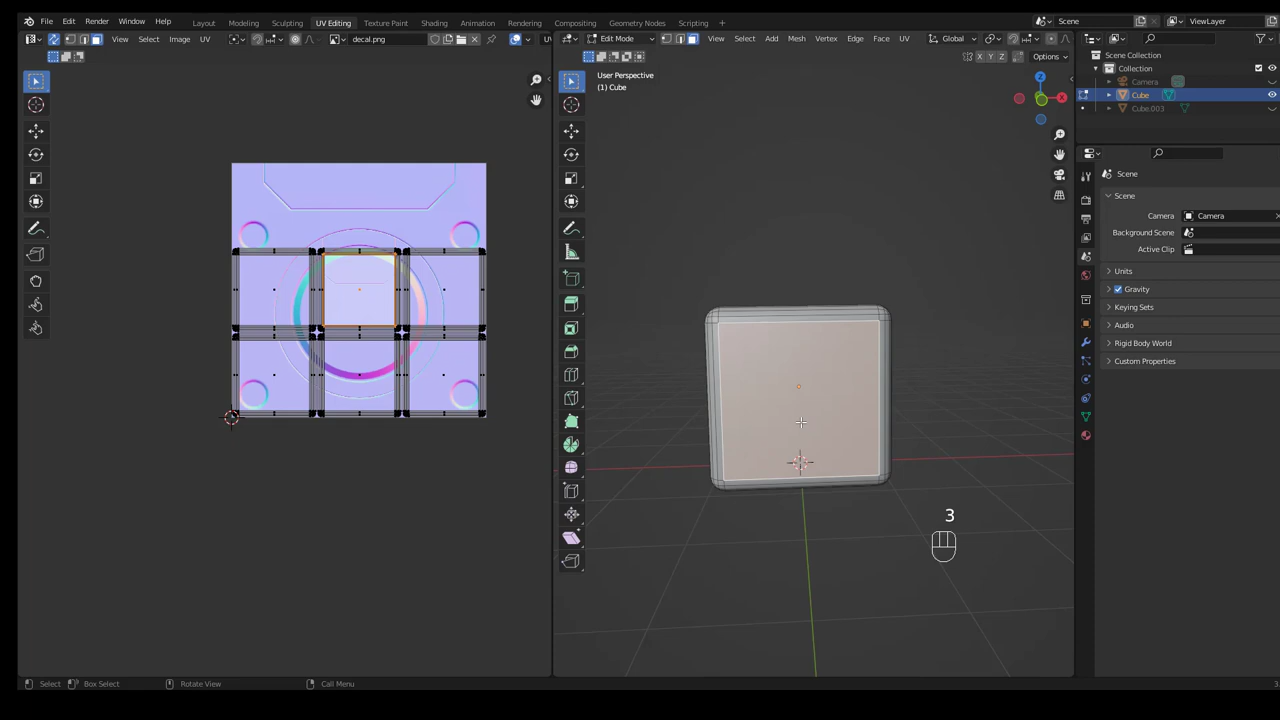 File Edit Render Window Help Layout Modeling Sculpting UV Editing Texture Paint Shading Animation Rendering Compositing Geometry Nodes Scripting + Scene ViewLayer
View Select Image UV decal.png Edit Mode View Select Add Mesh Vertex Edge Face UV Global
X Y Z Options
User Perspective
(1) Cube
Z
X
Scene Collection
Collection
Camera
Cube
Cube.003
Scene
Scene
Camera Camera
Background Scene
Active Clip
Units
Gravity
Keying Sets
Audio
Rigid Body World
Custom Properties
3
Select Box Select Rotate View Call Menu 3.